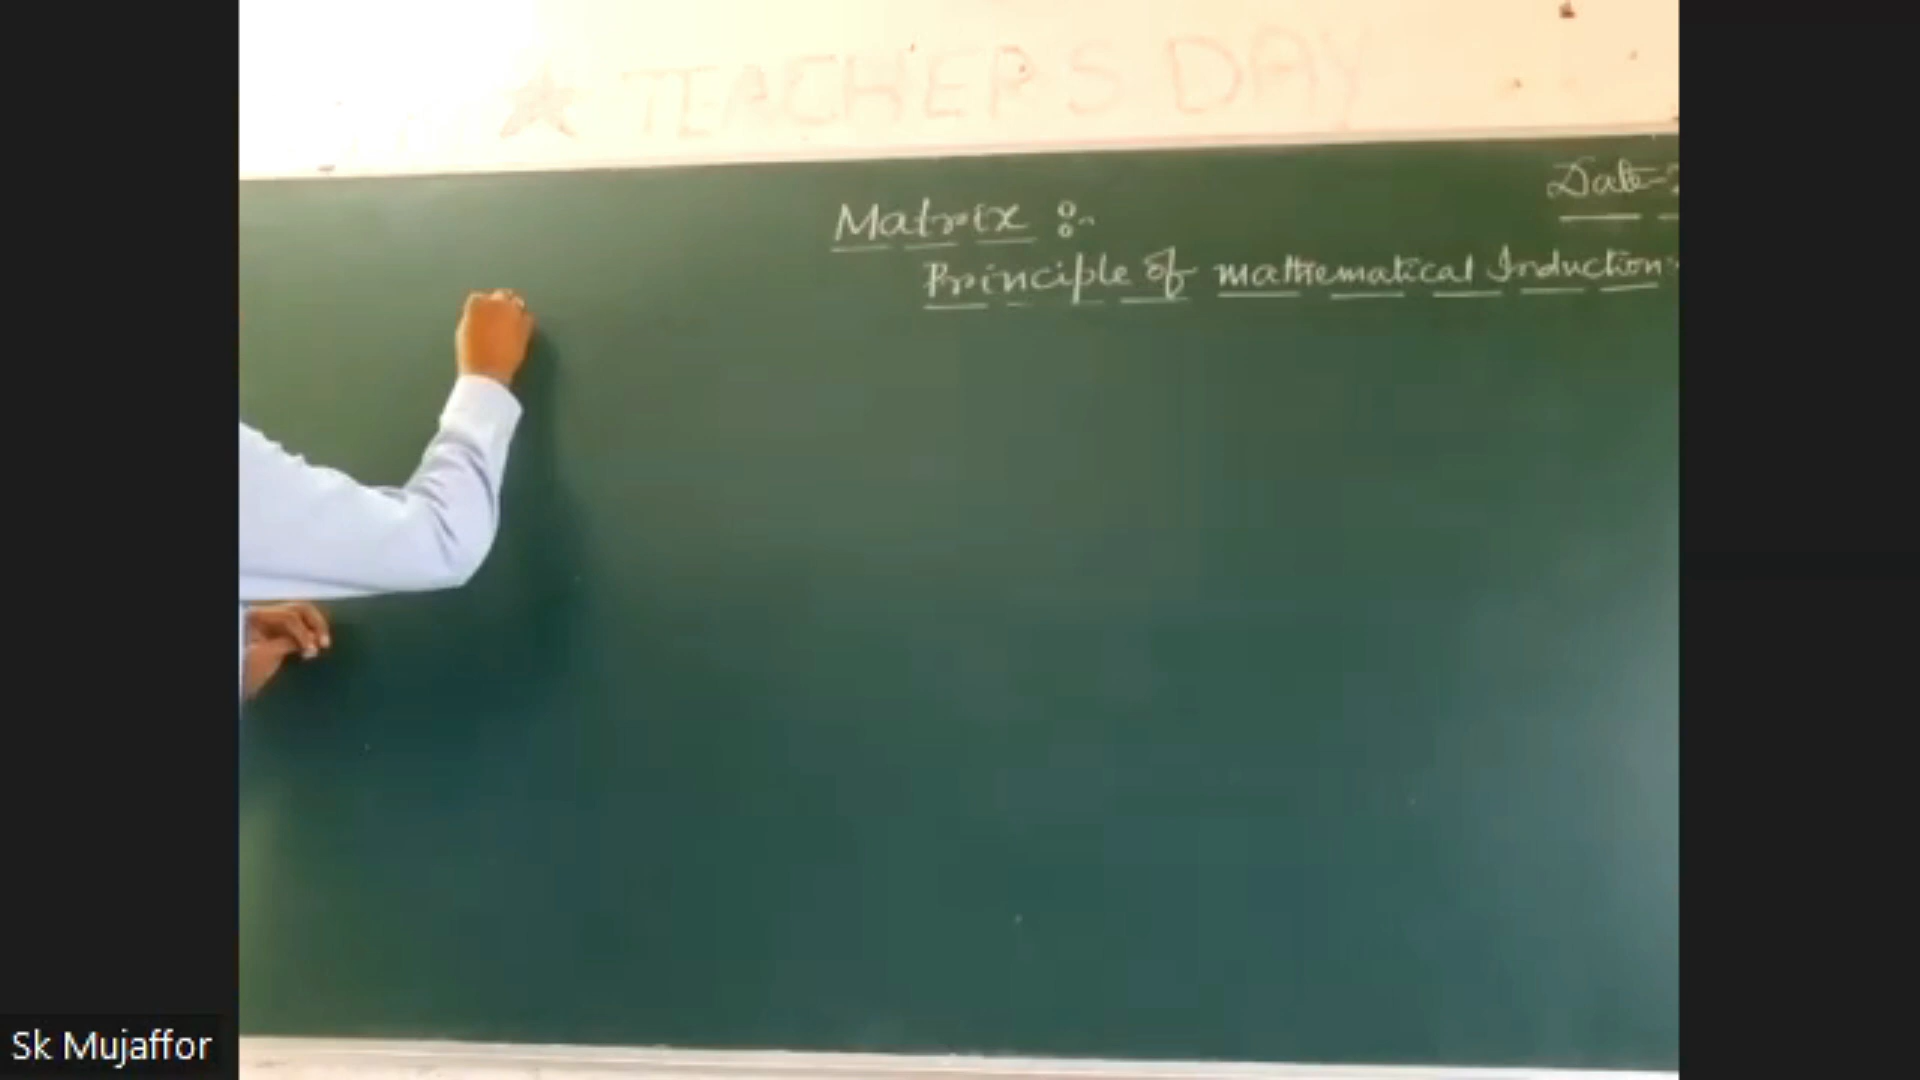 TEACHER'S DAY
Date-
Matrix :-
Principle of mathematical Induction:-
Sk Mujaffor